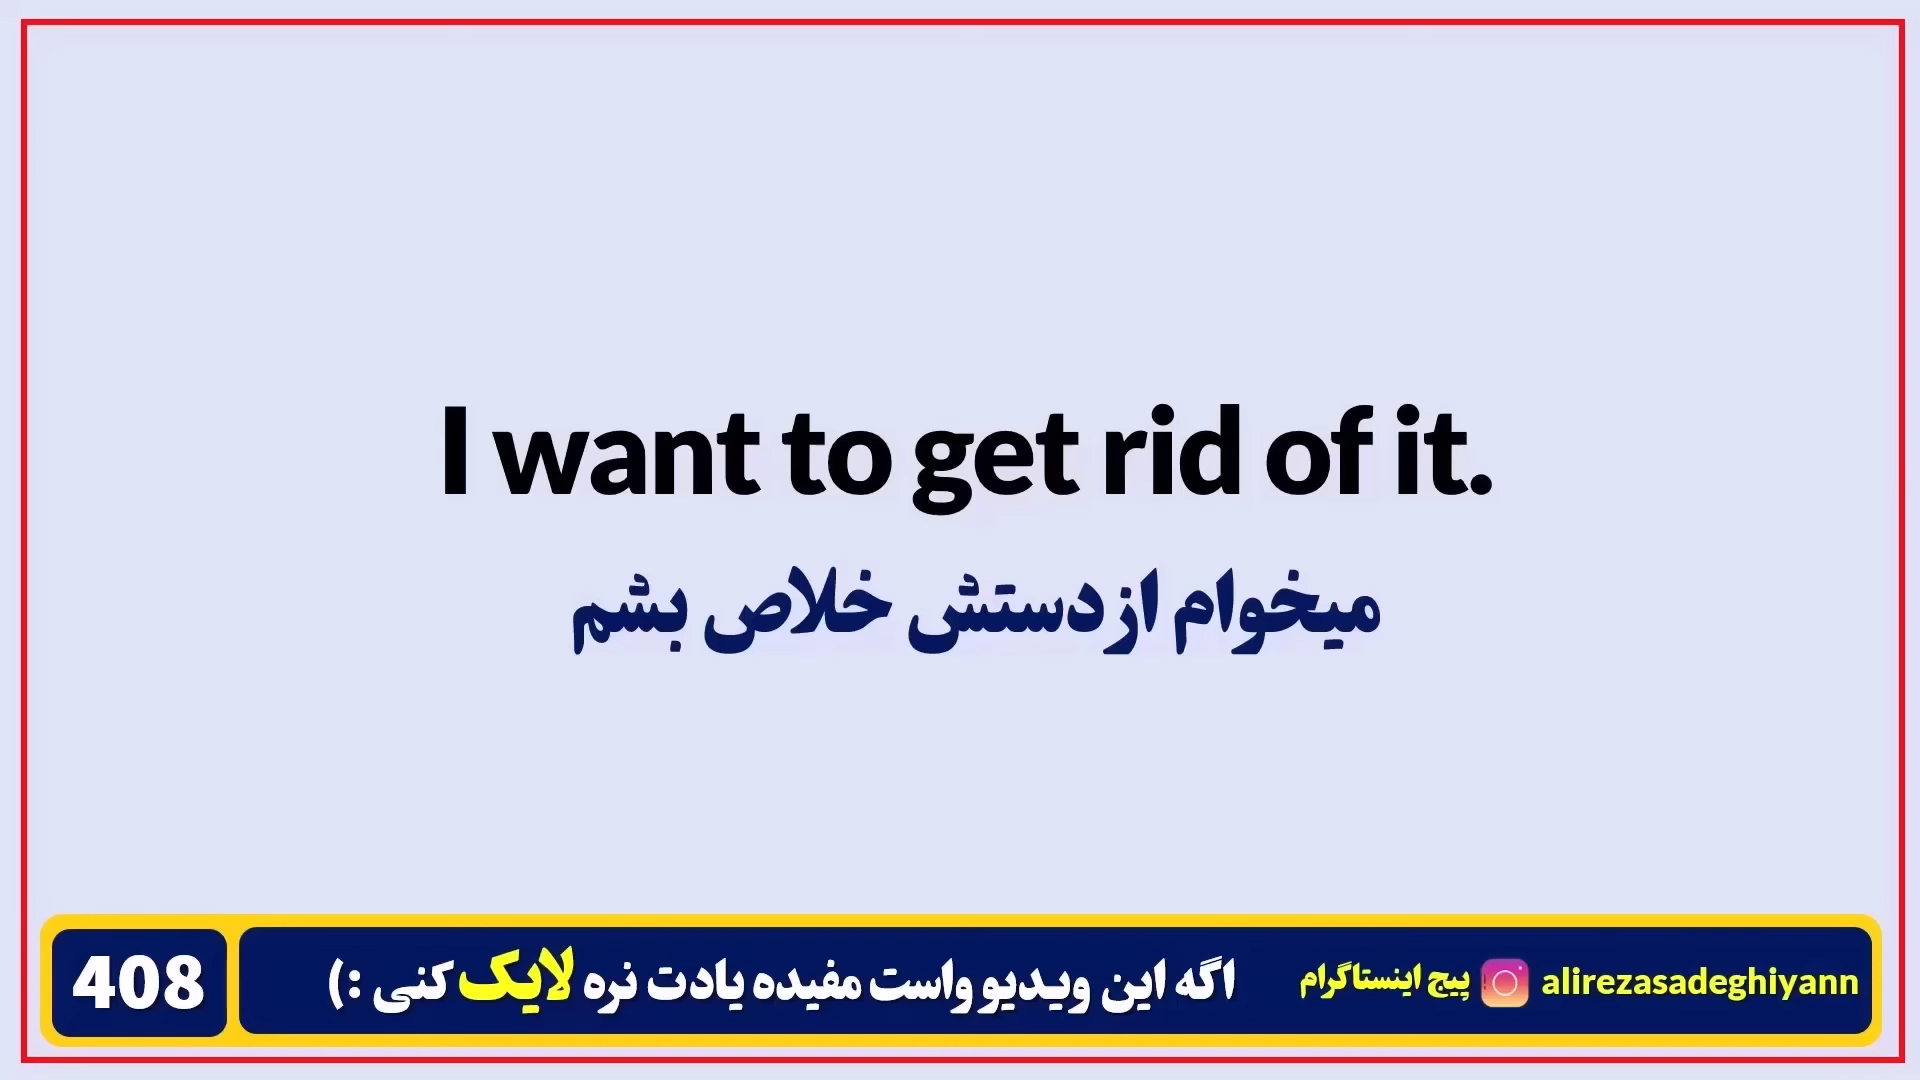 I want to get rid of it.
میخوام از دستش خلاص بشم
408
اگه این ویدیو واست مفیده یادت نره لایک کنی :)
پیج اینستاگرام alirezasadeghiyann